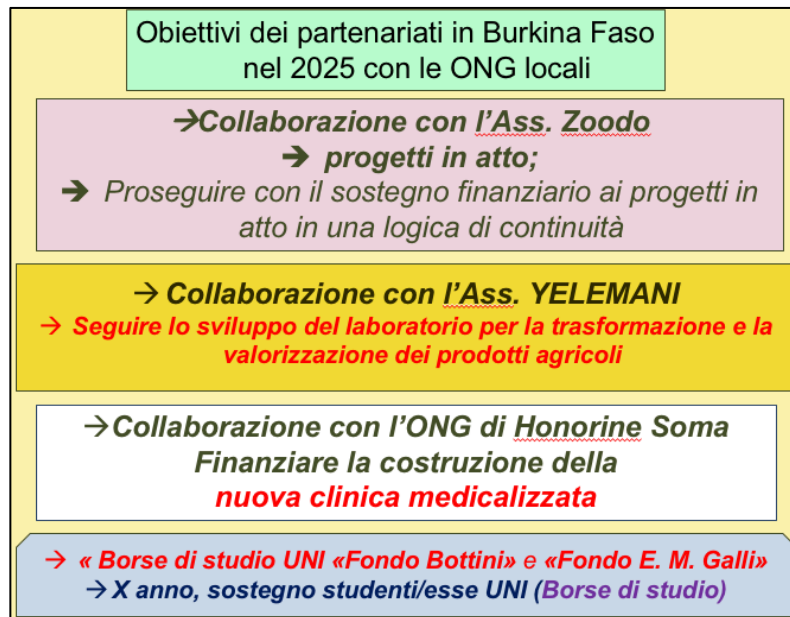 Obiettivi dei partenariati in Burkina Faso
nel 2025 con le ONG locali
→Collaborazione con l’Ass. Zoodo
➔ progetti in atto;
➔ Proseguire con il sostegno finanziario ai progetti in
atto in una logica di continuità
→ Collaborazione con l’Ass. YELEMANI
→ Seguire lo sviluppo del laboratorio per la trasformazione e la
valorizzazione dei prodotti agricoli
→Collaborazione con l’ONG di Honorine Soma
Finanziare la costruzione della
nuova clinica medicalizzata
→ « Borse di studio UNI «Fondo Bottini» e «Fondo E. M. Galli»
→ X anno, sostegno studenti/esse UNI (Borse di studio)